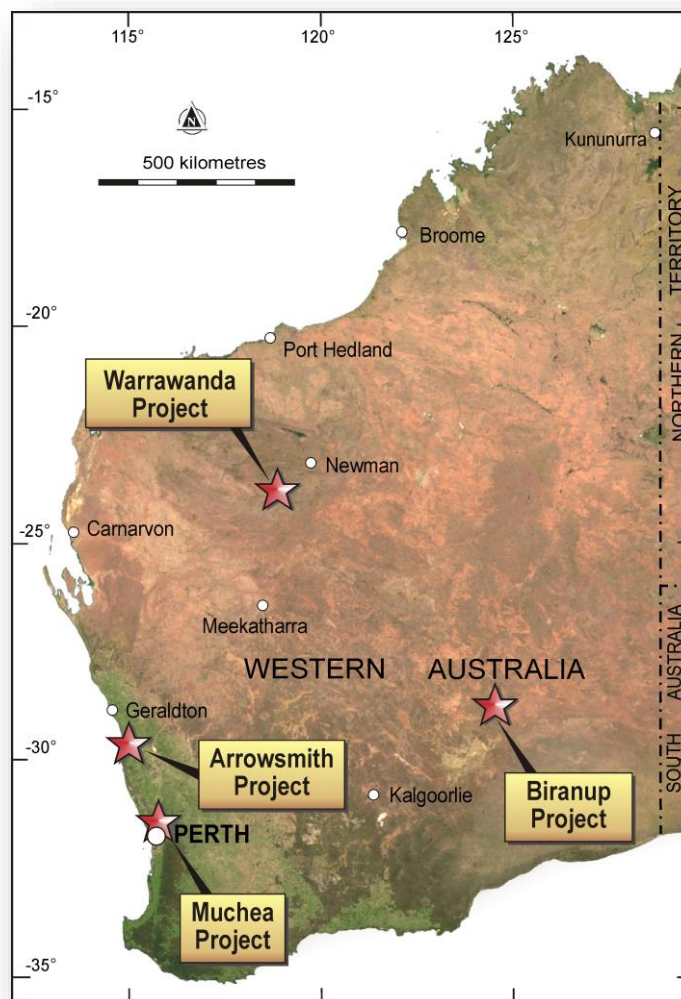 115°
120°
125°
-15°
N
500 kilometres
Kununurra
Broome
NORTHERN TERRITORY
-20°
Port Hedland
Warrawanda
Project
Newman
-25°
Carnarvon
Meekatharra
WESTERN AUSTRALIA
SOUTH AUSTRALIA
Geraldton
-30°
Arrowsmith
Project
Kalgoorlie
Biranup
Project
PERTH
Muchea
Project
-35°